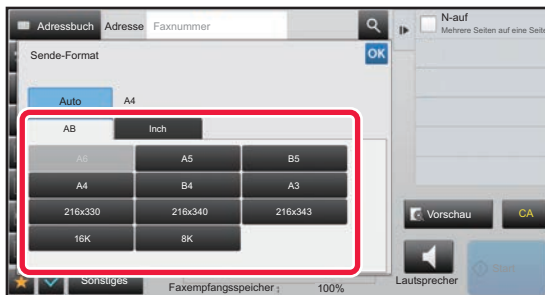 Adressbuch Adresse Faxnummer
N-auf
Mehrere Seiten auf eine Seite
Sende-Format
OK
Auto A4
AB Inch
A6 A5 B5
A4 B4 A3
216x330 216x340 216x343
16K 8K
Vorschau CA
Sonstiges
Faxempfangsspeicher: 100%
Lautsprecher
Start